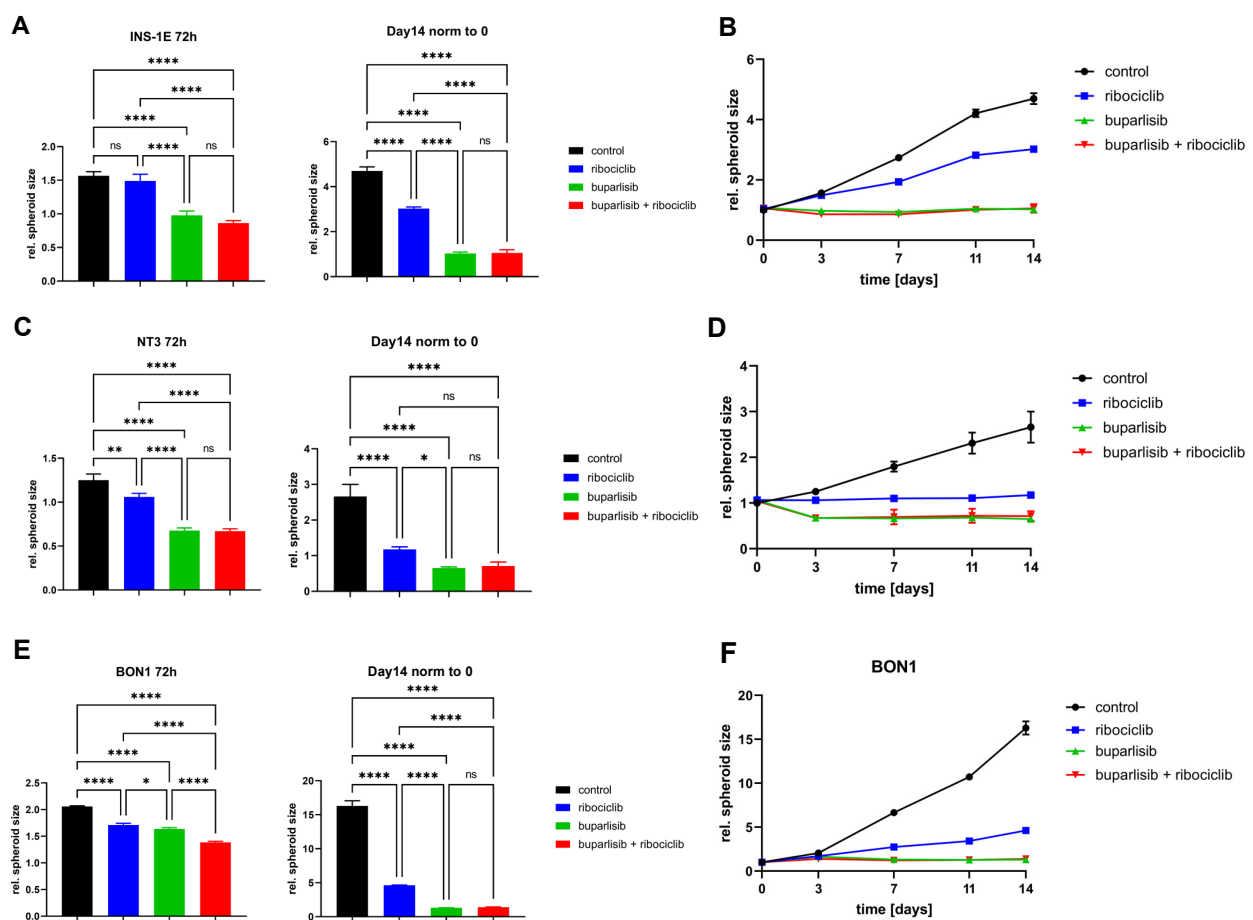 A
INS-1E 72h
****
****
****
ns
****
ns
rel. spheroid size
2.0
1.5
1.0
0.5
0.0
Day14 norm to 0
****
****
****
****
****
ns
rel. spheroid size
6
4
2
0
control
ribociclib
buparlisib
buparlisib + ribociclib
B
rel. spheroid size
6
4
2
0
0
3
7
11
14
time [days]
control
ribociclib
buparlisib
buparlisib + ribociclib
C
NT3 72h
****
****
****
**
****
ns
rel. spheroid size
1.5
1.0
0.5
0.0
Day14 norm to 0
****
ns
****
****
*
ns
rel. spheroid size
3
2
1
0
control
ribociclib
buparlisib
buparlisib + ribociclib
D
rel. spheroid size
4
3
2
1
0
0
3
7
11
14
time [days]
control
ribociclib
buparlisib
buparlisib + ribociclib
E
BON1 72h
****
****
****
****
*
****
rel. spheroid size
2.5
2.0
1.5
1.0
0.5
0.0
Day14 norm to 0
****
****
****
****
****
ns
rel. spheroid size
20
15
10
5
0
control
ribociclib
buparlisib
buparlisib + ribociclib
F
BON1
rel. spheroid size
20
15
10
5
0
0
3
7
11
14
time [days]
control
ribociclib
buparlisib
buparlisib + ribociclib